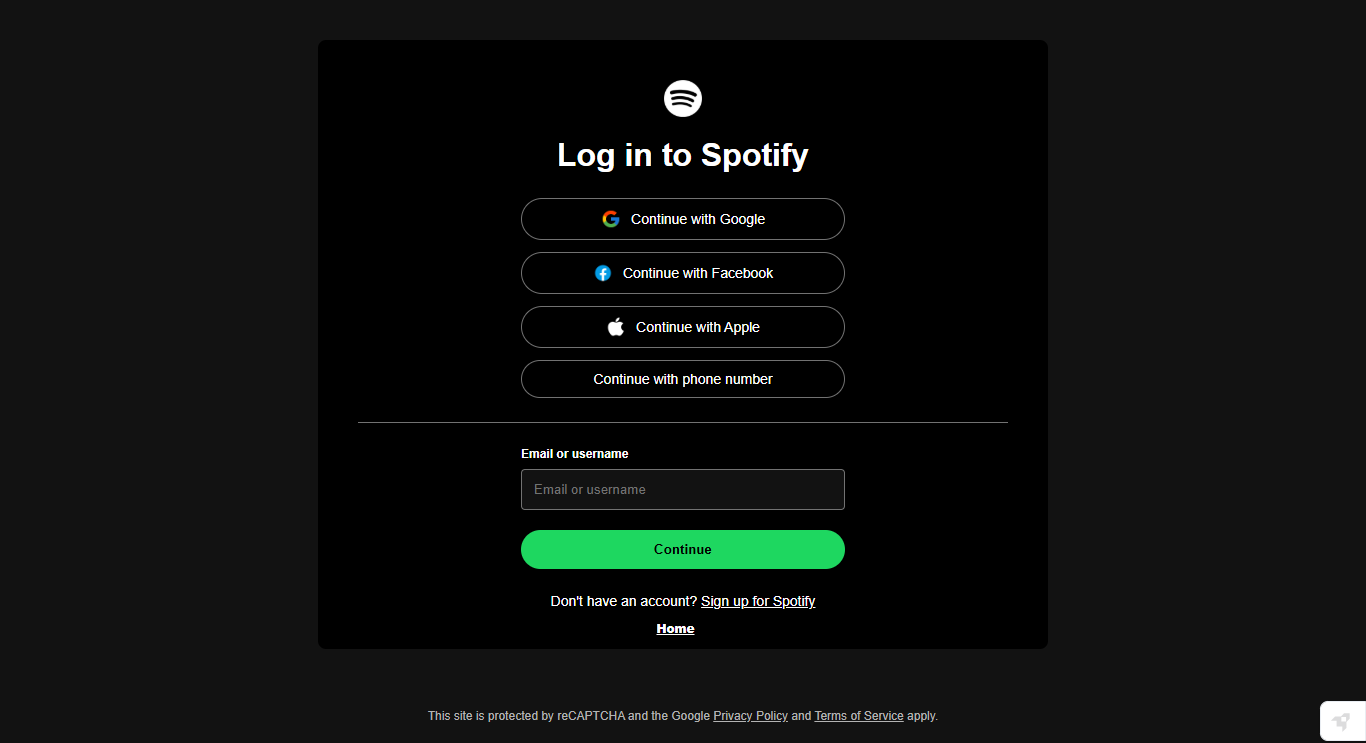 Log in to Spotify
Continue with Google
Continue with Facebook
Continue with Apple
Continue with phone number
Email or username
Email or username
Continue
Don't have an account? Sign up for Spotify
Home
This site is protected by reCAPTCHA and the Google Privacy Policy and Terms of Service apply.